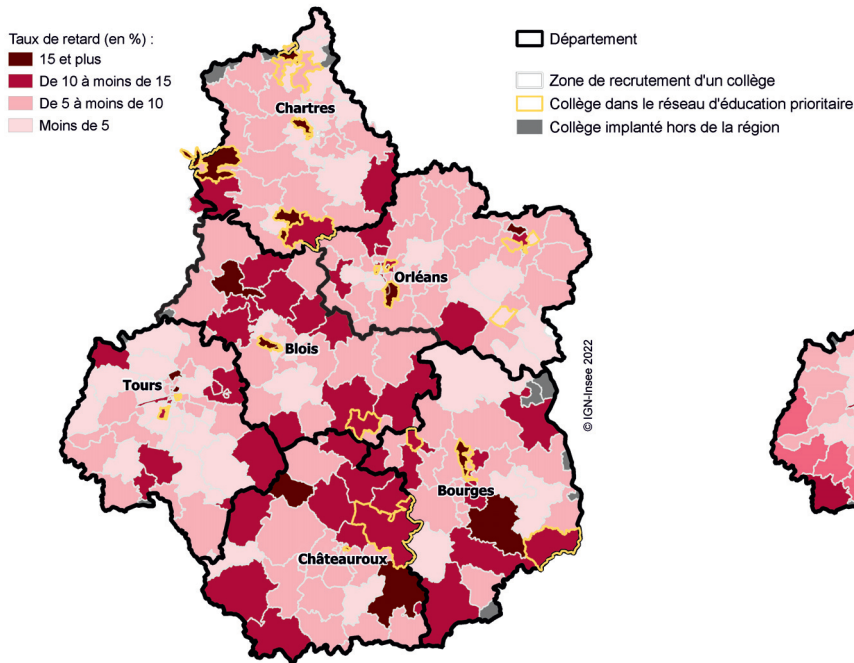 Taux de retard (en %) :
15 et plus
De 10 à moins de 15
De 5 à moins de 10
Moins de 5
Département
Zone de recrutement d'un collège
Collège dans le réseau d'éducation prioritaire
Collège implanté hors de la région
Chartres
Orléans
Blois
Tours
Bourges
Châteauroux
© IGN-Insee 2022